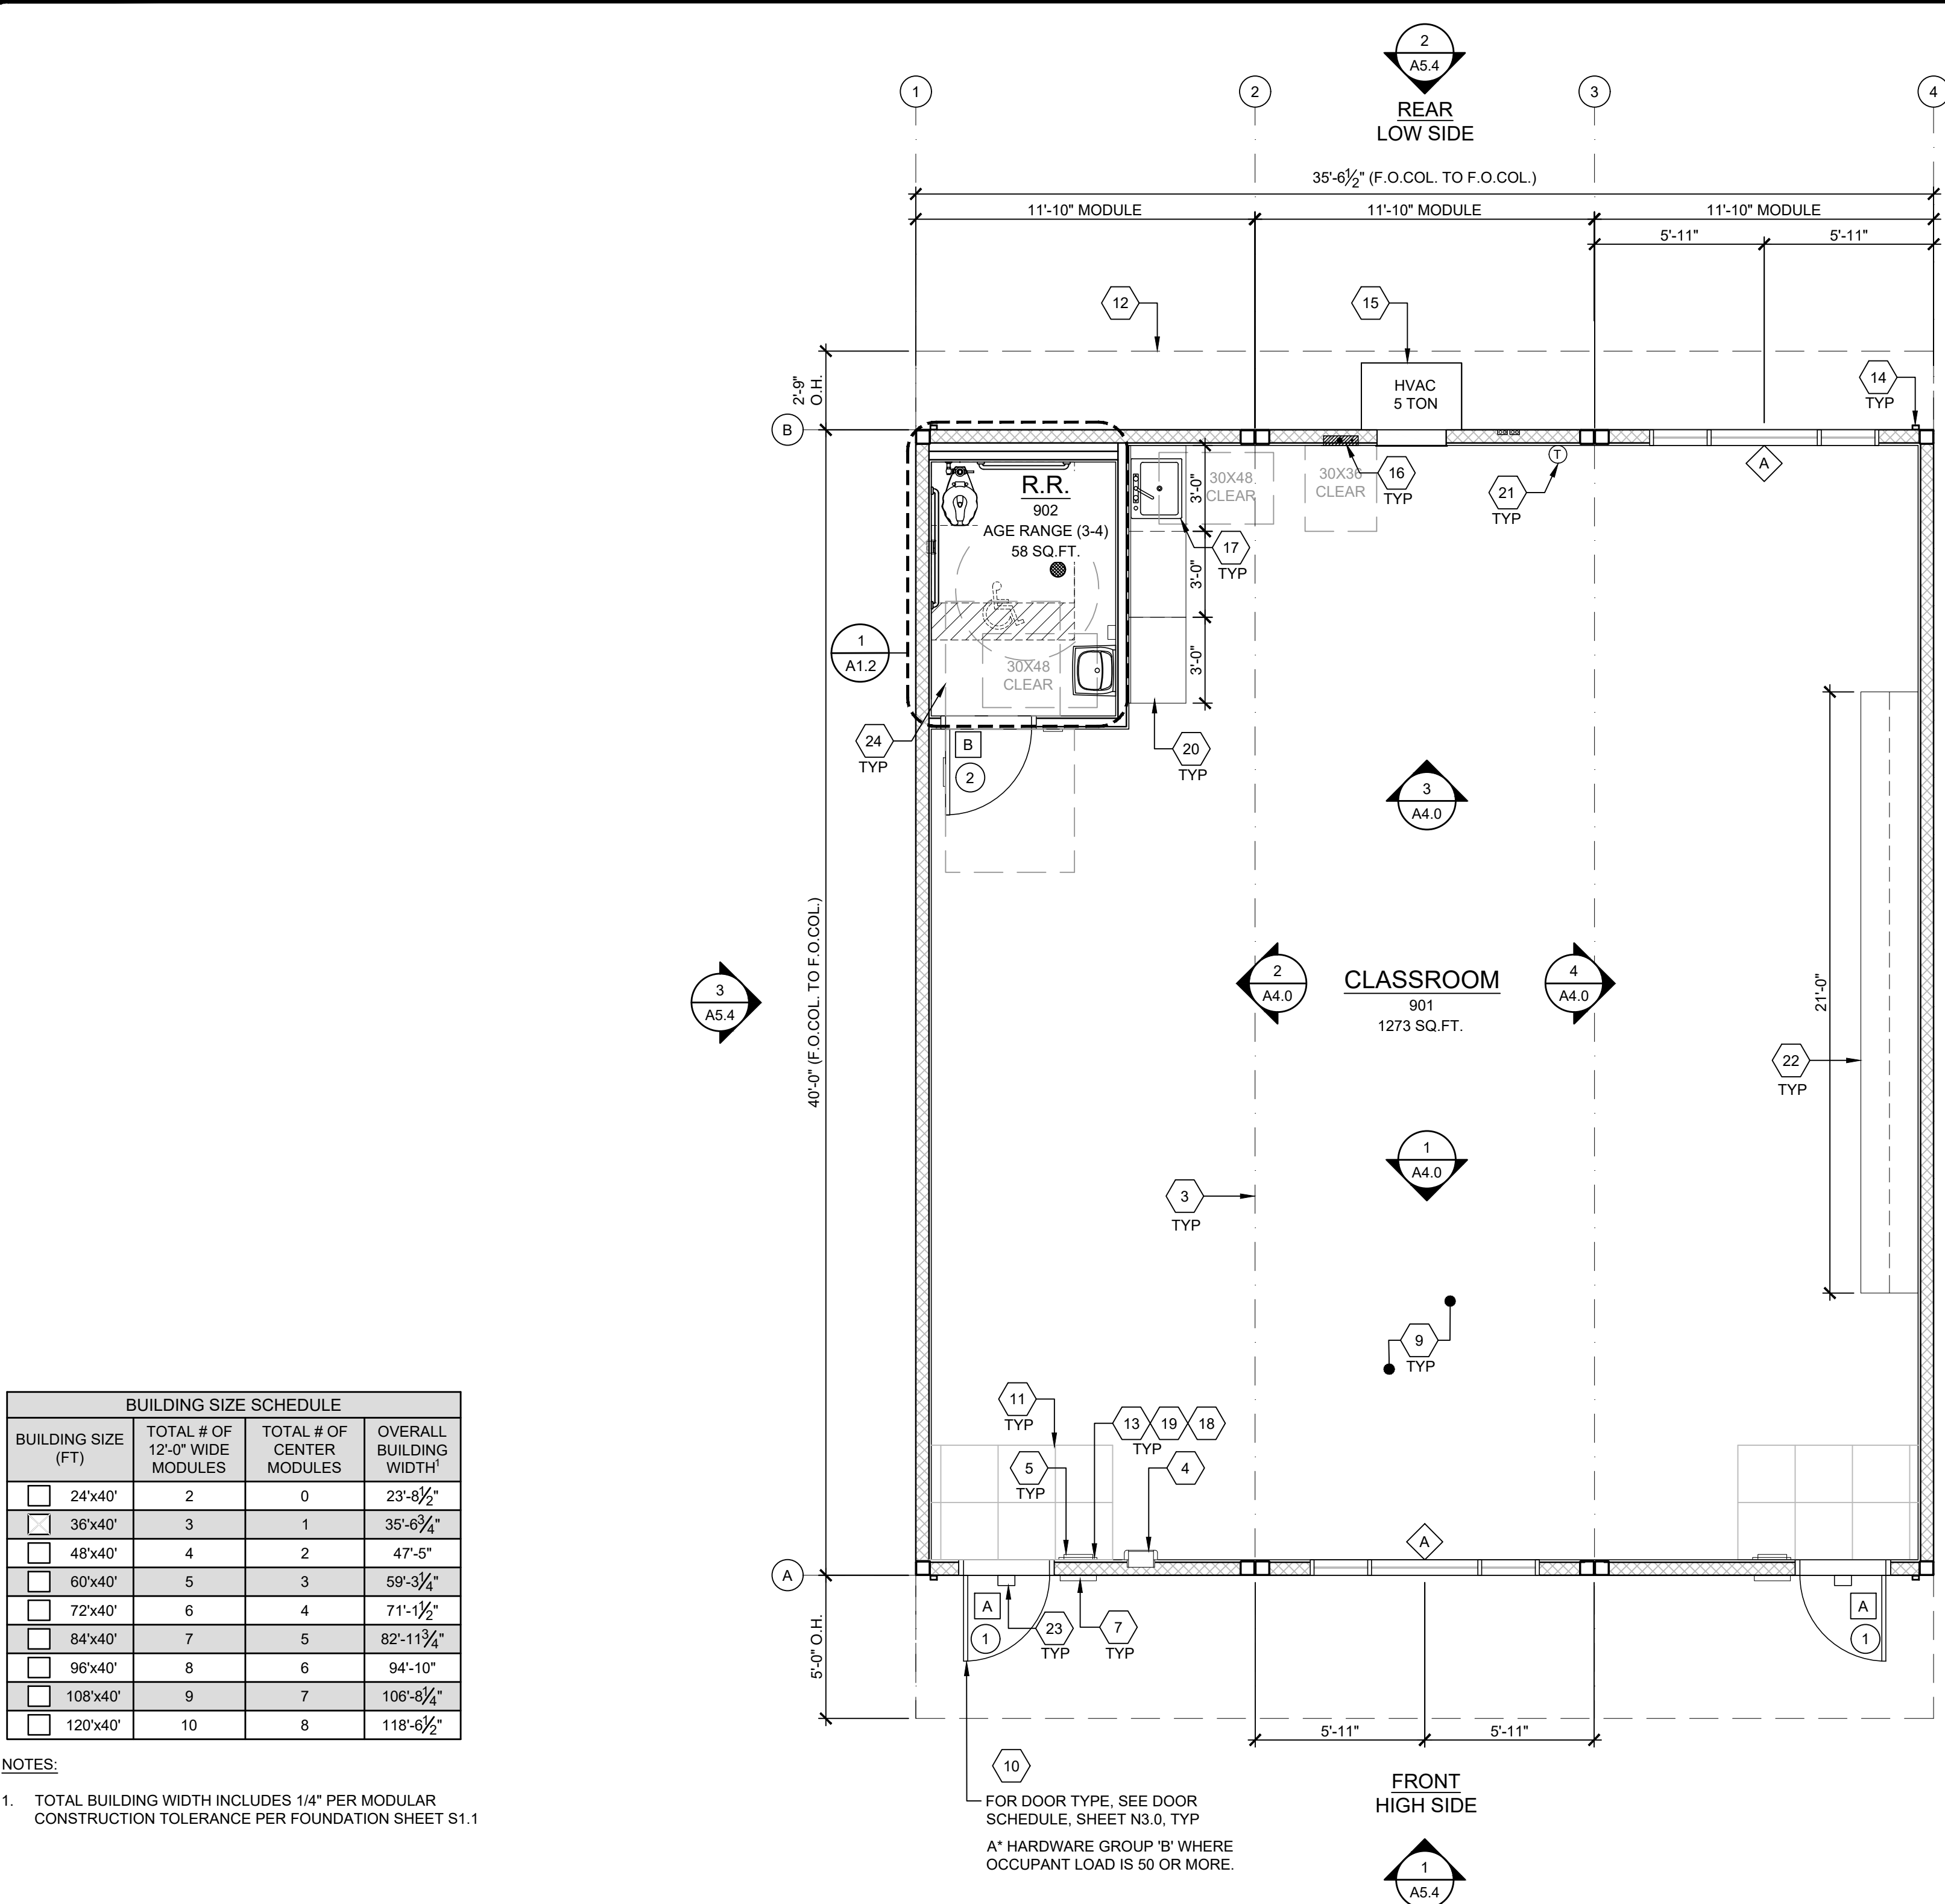 2
A5.4
REAR
LOW SIDE
1
2
3
4
35'-6½" (F.O.COL. TO F.O.COL.)
11'-10" MODULE
11'-10" MODULE
11'-10" MODULE
5'-11"
5'-11"
12
15
14
TYP
2'-9"
O.H.
HVAC
5 TON
B
A
T
R.R.
902
AGE RANGE (3-4)
58 SQ.FT.
3'-0"
3'-0"
3'-0"
30X48
CLEAR
30X36
CLEAR
16
TYP
21
TYP
17
TYP
1
A1.2
30X48
CLEAR
24
TYP
B
2
20
TYP
3
A4.0
40'-0" (F.O.COL. TO F.O.COL.)
3
A5.4
2
A4.0
CLASSROOM
901
1273 SQ.FT.
4
A4.0
21'-0"
22
TYP
1
A4.0
3
TYP
9
TYP
11
TYP
13
19
18
TYP
5
TYP
4
A
A
A
1
23
TYP
7
TYP
A
1
5'-0" O.H.
5'-11"
5'-11"
10
FOR DOOR TYPE, SEE DOOR
SCHEDULE, SHEET N3.0, TYP
A* HARDWARE GROUP 'B' WHERE
OCCUPANT LOAD IS 50 OR MORE.
FRONT
HIGH SIDE
1
A5.4
BUILDING SIZE SCHEDULE
BUILDING SIZE
(FT)
TOTAL # OF
12'-0" WIDE
MODULES
TOTAL # OF
CENTER
MODULES
OVERALL
BUILDING
WIDTH¹
24'x40' 2 0 23'-8½"
36'x40' 3 1 35'-6¾"
48'x40' 4 2 47'-5"
60'x40' 5 3 59'-3¼"
72'x40' 6 4 71'-1½"
84'x40' 7 5 82'-11¾"
96'x40' 8 6 94'-10"
108'x40' 9 7 106'-8¼"
120'x40' 10 8 118'-6½"
NOTES:
1. TOTAL BUILDING WIDTH INCLUDES 1/4" PER MODULAR
CONSTRUCTION TOLERANCE PER FOUNDATION SHEET S1.1